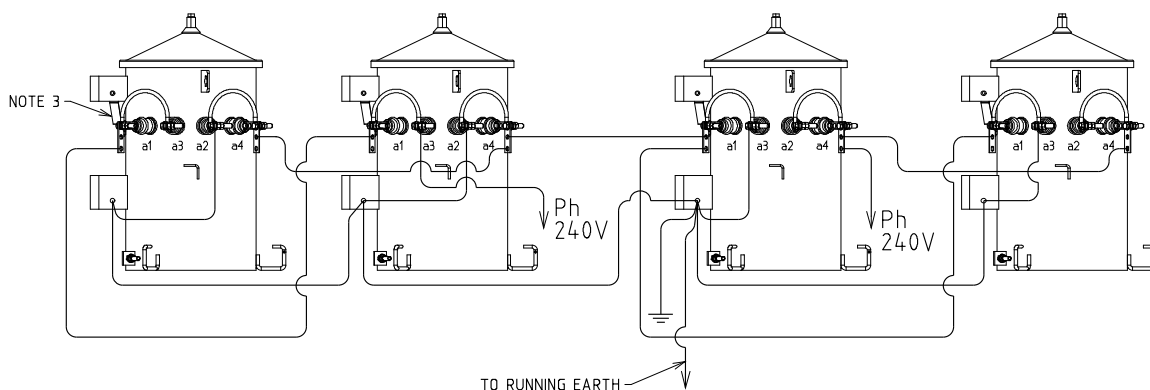 NOTE 3
a1 a3 a2 a4
a1 a3 a2 a4
a1 a3 a2 a4
a1 a3 a2 a4
Ph
240V
Ph
240V
TO RUNNING EARTH